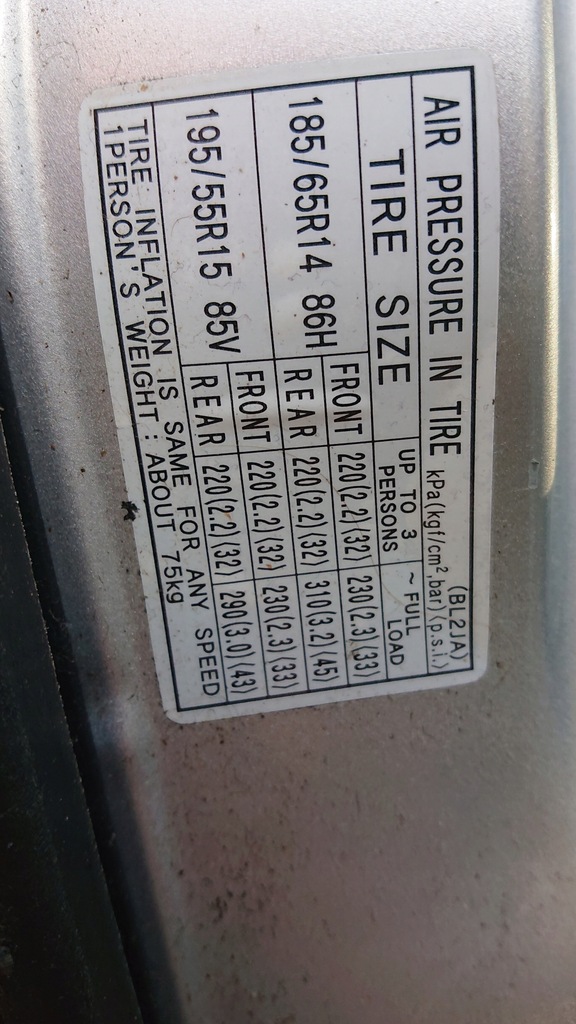 AIR PRESSURE IN TIRE kPa(kgf/cm²,bar)(p.s.i.) (BL2JA)
TIRE SIZE UP TO 3 PERSONS ~ FULL LOAD
185/65R14 86H FRONT 220(2.2)(32) 230(2.3)(33)
REAR 220(2.2)(32) 310(3.2)(45)
195/55R15 85V FRONT 220(2.2)(32) 230(2.3)(33)
REAR 220(2.2)(32) 290(3.0)(43)
TIRE INFLATION IS SAME FOR ANY SPEED
1PERSON'S WEIGHT : ABOUT 75kg